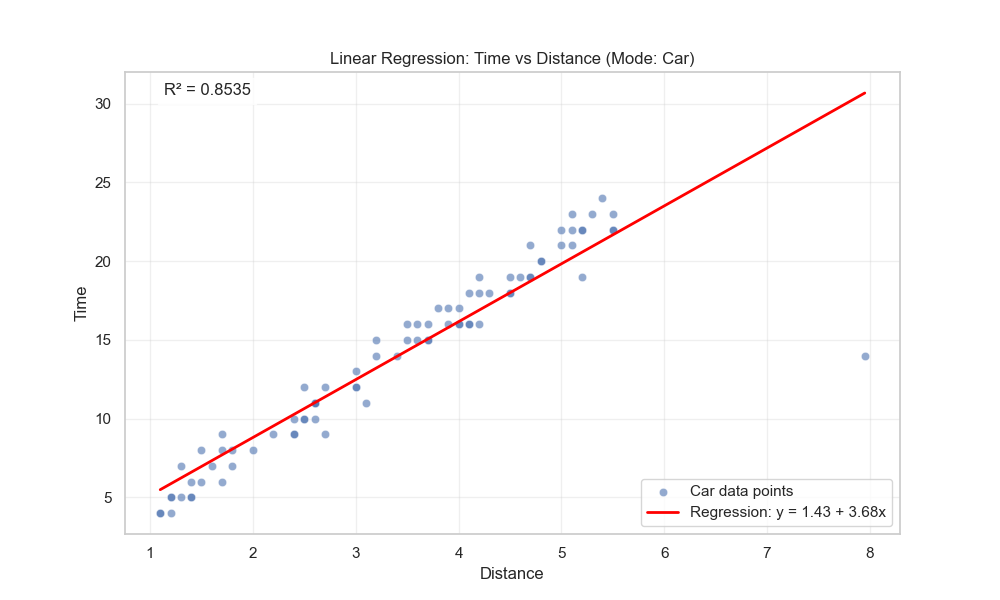 Linear Regression: Time vs Distance (Mode: Car)
R² = 0.8535
30
25
20
15
10
5
Time
Car data points
Regression: y = 1.43 + 3.68x
1 2 3 4 5 6 7 8
Distance